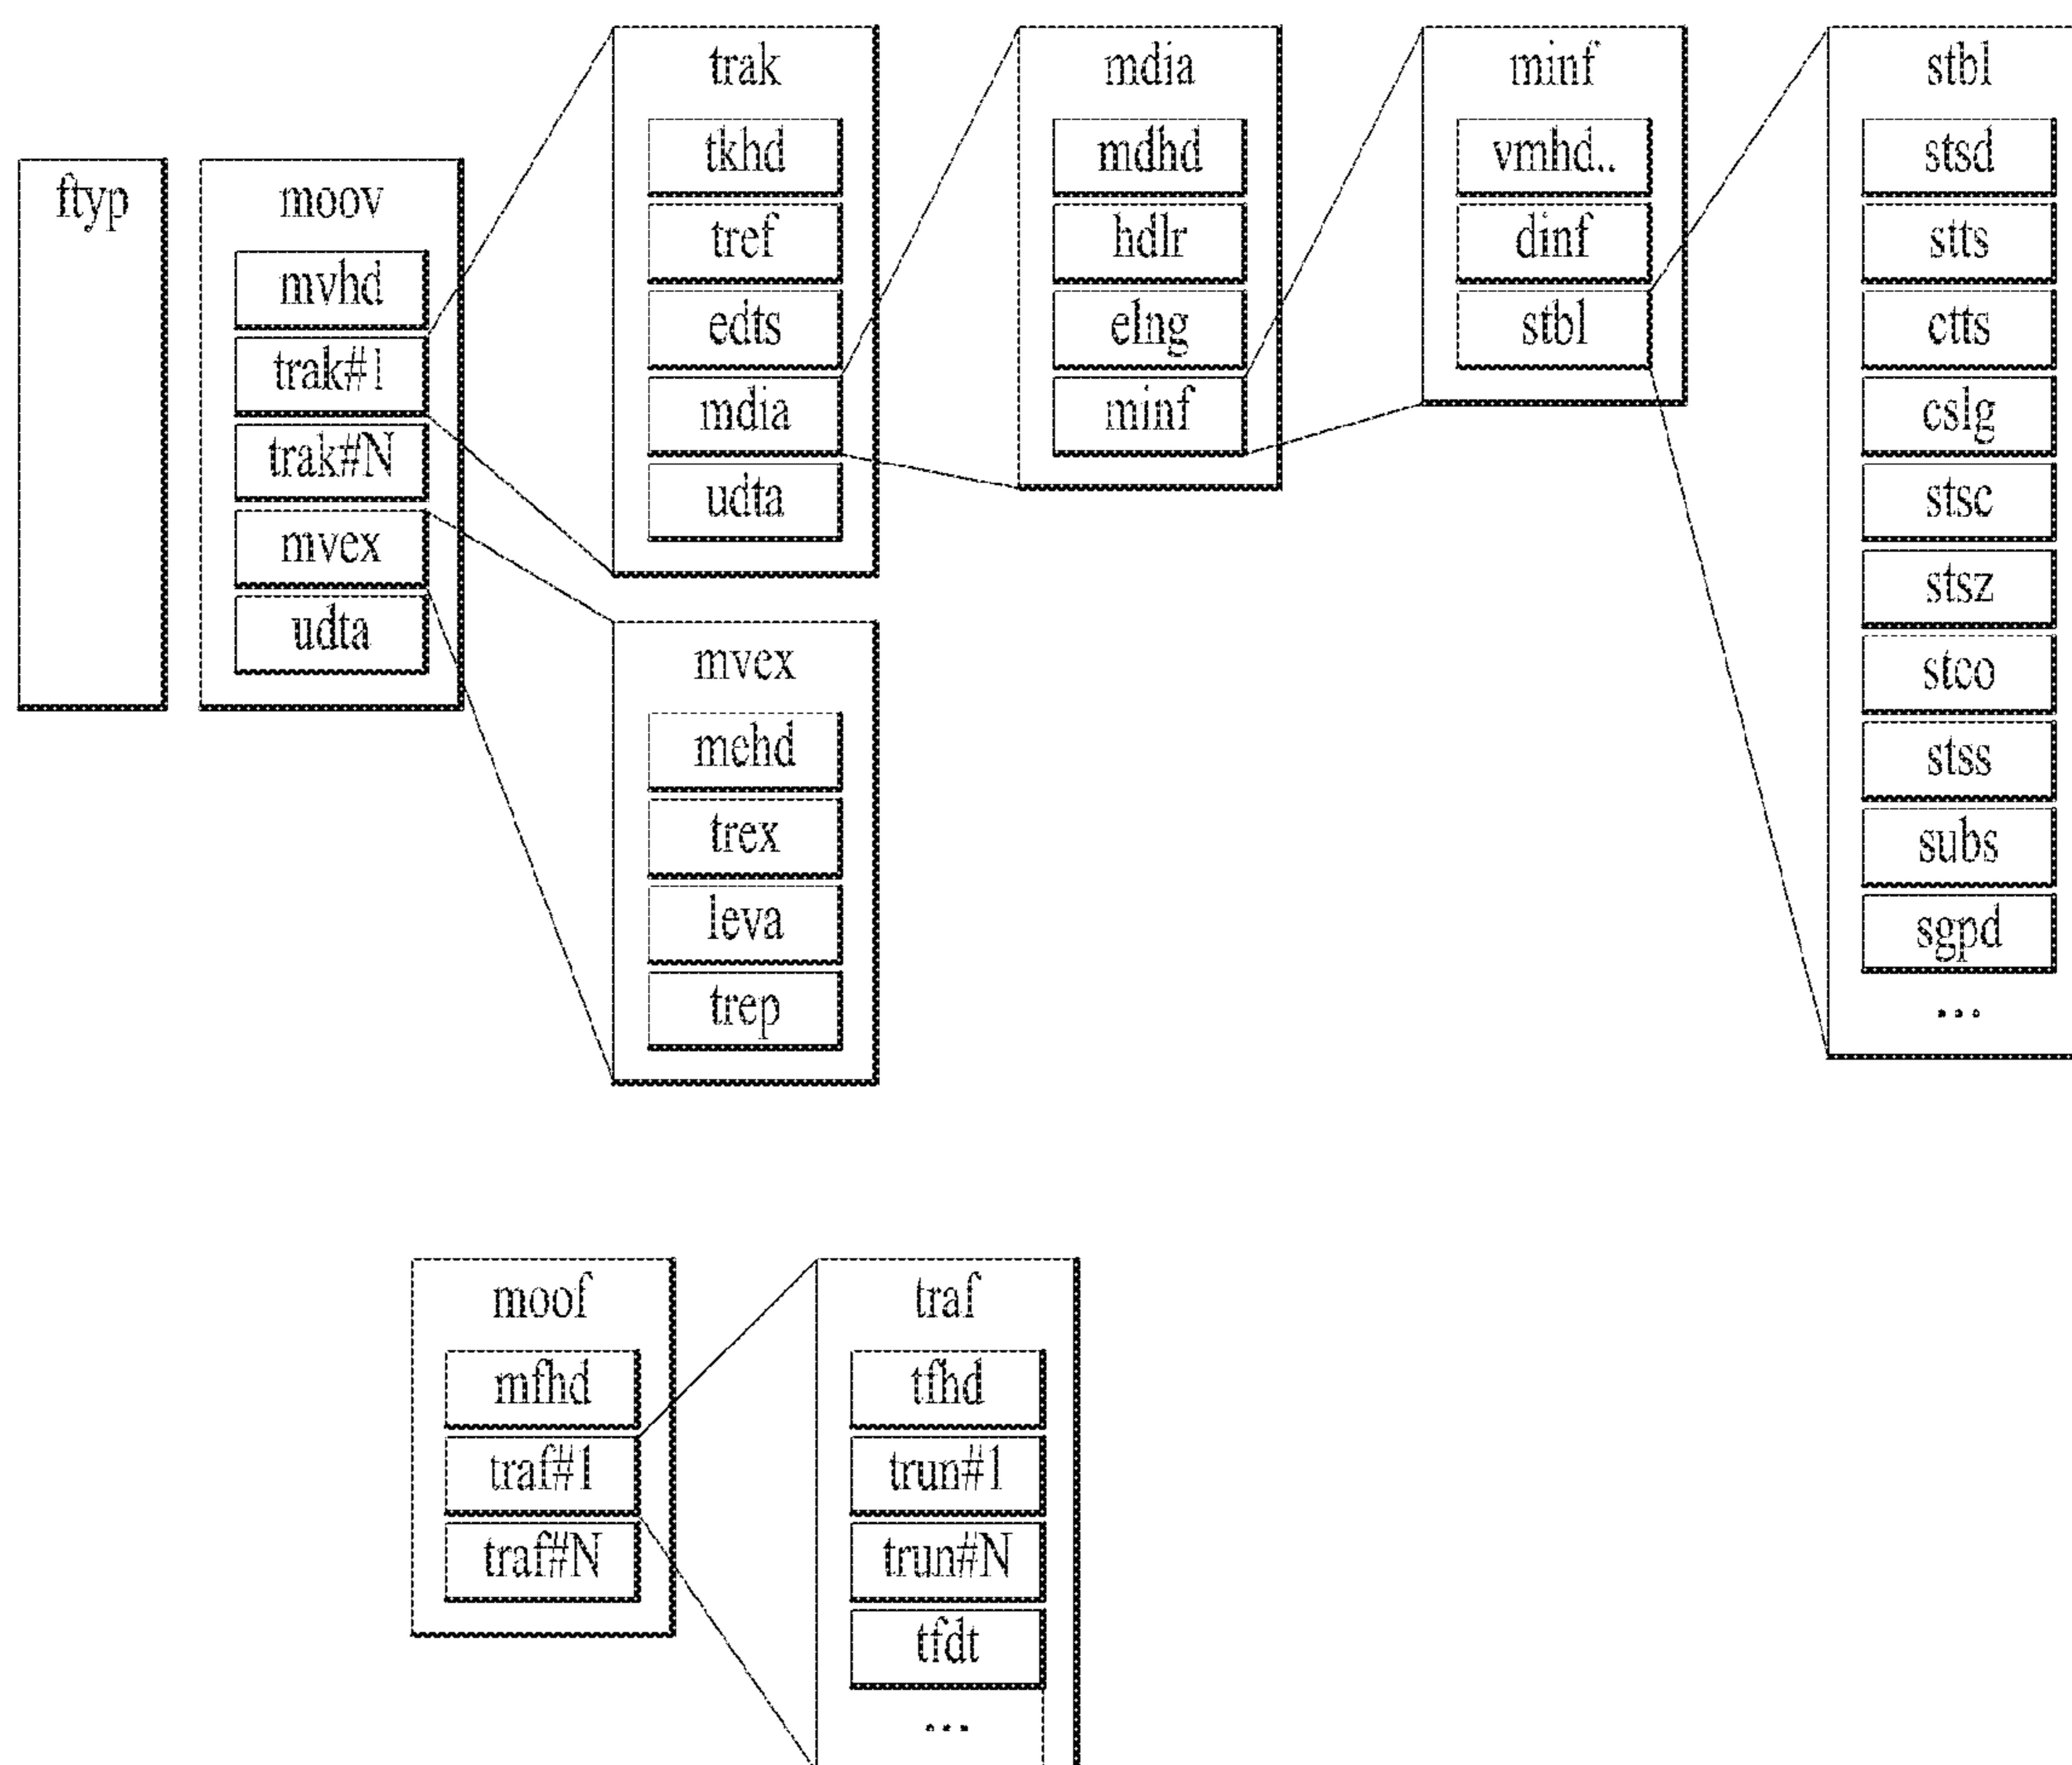 ftyp
moov
mvhd
trak#1
trak#N
mvex
udta
trak
tkhd
tref
edts
mdia
udta
mvex
mehd
trex
leva
trep
mdia
mdhd
hdlr
elng
minf
minf
vmhd..
dinf
stbl
stbl
stsd
stts
ctts
cslg
stsc
stsz
stco
stss
subs
sgpd
...
moof
mfhd
traf#1
traf#N
traf
tfhd
trun#1
trun#N
tfdt
...